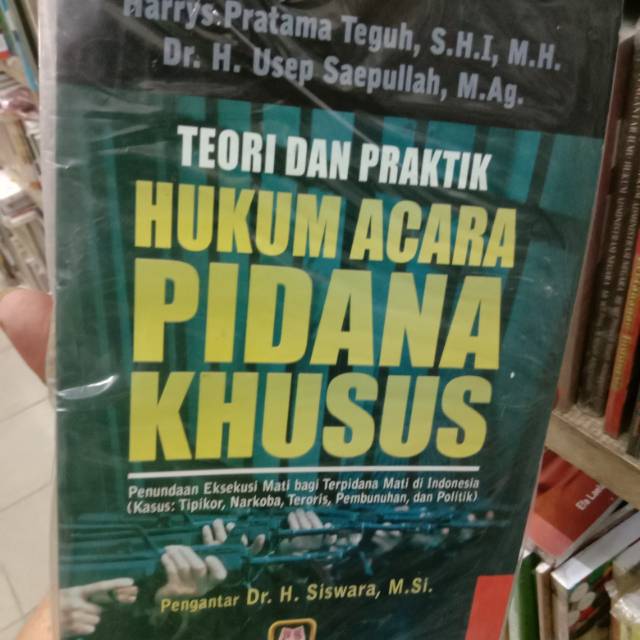 Harrys Pratama Teguh, S.H.I, M.H.
Dr. H. Usep Saepullah, M.Ag.
TEORI DAN PRAKTIK
HUKUM ACARA
PIDANA
KHUSUS
Penundaan Eksekusi Mati bagi Terpidana Mati di Indonesia
(Kasus: Tipikor, Narkoba, Teroris, Pembunuhan, dan Politik)
Pengantar Dr. H. Siswara, M.Si.